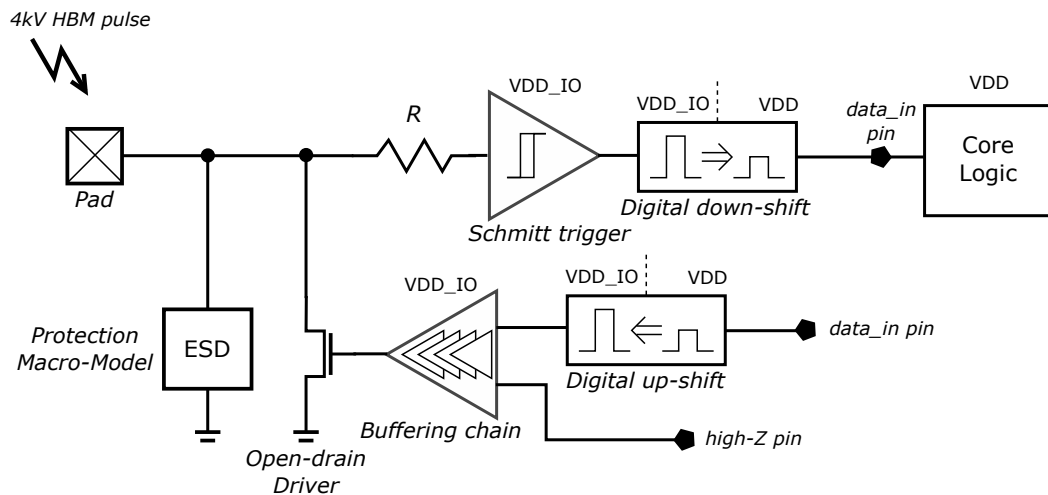 4kV HBM pulse
VDD_IO
R
VDD_IO
VDD
data_in
pin
VDD
Core
Logic
Pad
Schmitt trigger
Digital down-shift
VDD_IO
VDD_IO
VDD
Protection
Macro-Model
ESD
data_in pin
Digital up-shift
Buffering chain
high-Z pin
Open-drain
Driver